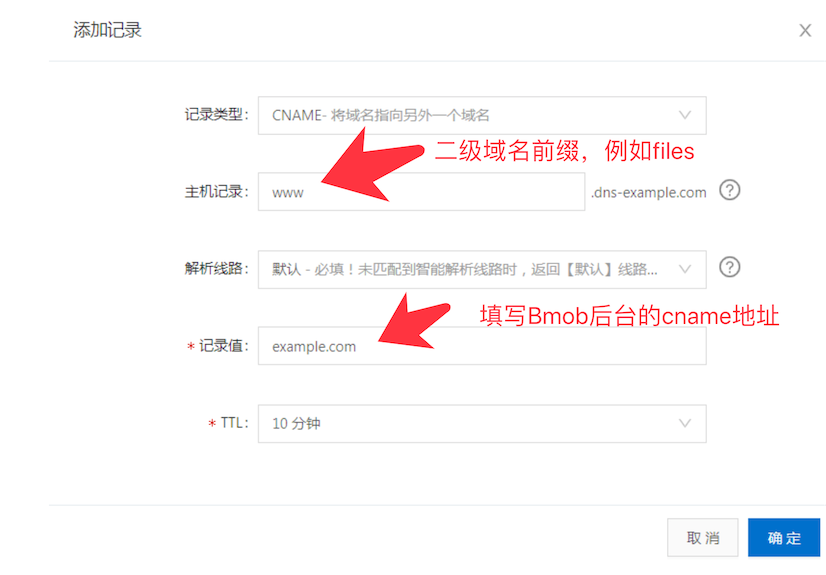 添加记录
记录类型: CNAME- 将域名指向另外一个域名
二级域名前缀，例如files
主机记录: www .dns-example.com ?
解析线路: 默认 - 必填！未匹配到智能解析线路时，返回【默认】线路... ?
填写Bmob后台的cname地址
* 记录值: example.com
* TTL: 10 分钟
取消 确定